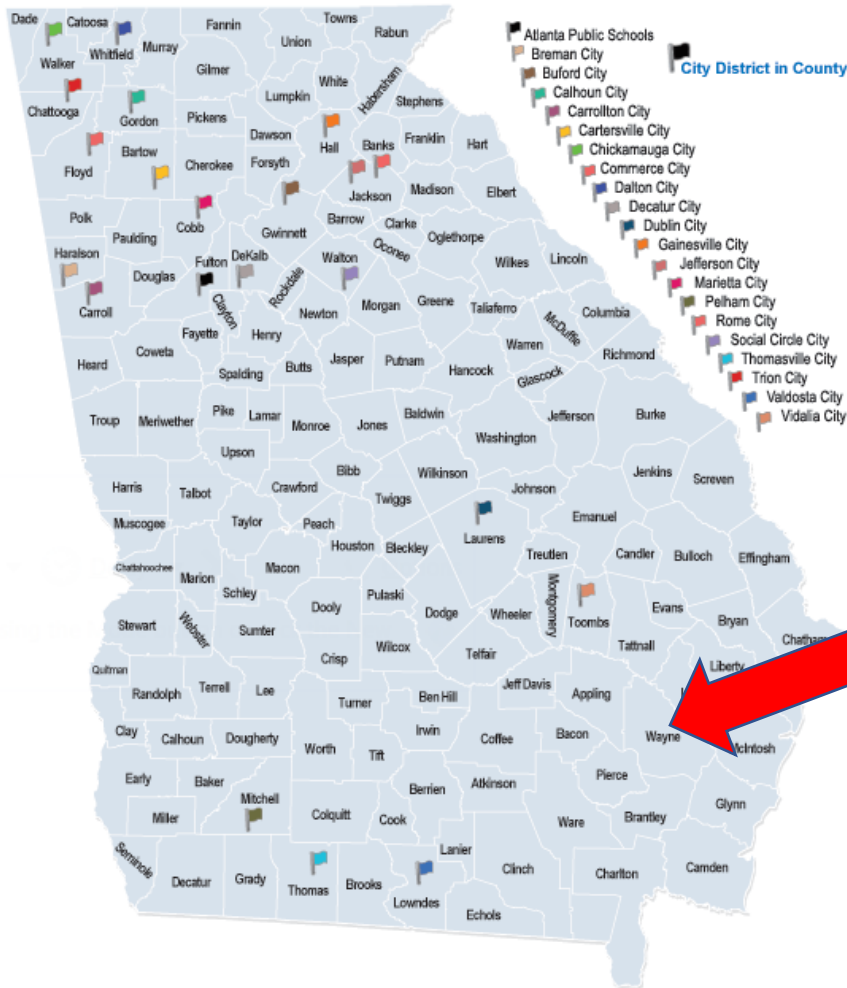 Dade
Catoosa
Fannin
Towns
Rabun
Union
Whitfield
Murray
Walker
Gilmer
White
Habersham
Lumpkin
Stephens
Chattooga
Gordon
Pickens
Dawson
Hall
Banks
Franklin
Hart
Floyd
Bartow
Cherokee
Forsyth
Jackson
Madison
Elbert
Polk
Cobb
Gwinnett
Barrow
Clarke
Oconee
Oglethorpe
Paulding
Haralson
Fulton
DeKalb
Rockdale
Walton
Wilkes
Lincoln
Douglas
Carroll
Clayton
Newton
Morgan
Greene
Taliaferro
McDuffie
Columbia
Fayette
Henry
Heard
Coweta
Spalding
Butts
Jasper
Putnam
Hancock
Warren
Glascock
Richmond
Troup
Meriwether
Pike
Lamar
Monroe
Jones
Baldwin
Jefferson
Burke
Washington
Upson
Harris
Talbot
Crawford
Bibb
Twiggs
Wilkinson
Johnson
Jenkins
Screven
Muscogee
Taylor
Peach
Houston
Bleckley
Laurens
Emanuel
Chattahoochee
Marion
Macon
Schley
Treutlen
Candler
Bulloch
Effingham
Stewart
Webster
Sumter
Dooly
Pulaski
Dodge
Wheeler
Montgomery
Toombs
Evans
Bryan
Tattnall
Chatham
Quitman
Crisp
Wilcox
Telfair
Liberty
Randolph
Terrell
Lee
Turner
Ben Hill
Jeff Davis
Appling
Clay
Calhoun
Dougherty
Worth
Tift
Irwin
Coffee
Bacon
Wayne
McIntosh
Early
Baker
Mitchell
Miller
Colquitt
Cook
Berrien
Atkinson
Pierce
Ware
Brantley
Glynn
Seminole
Decatur
Grady
Thomas
Brooks
Lowndes
Lanier
Clinch
Echols
Charlton
Camden
Atlanta Public Schools
Breman City
Buford City
Calhoun City
Carrollton City
Cartersville City
Chickamauga City
Commerce City
Dalton City
Decatur City
Dublin City
Gainesville City
Jefferson City
Marietta City
Pelham City
Rome City
Social Circle City
Thomasville City
Trion City
Valdosta City
Vidalia City
City District in County